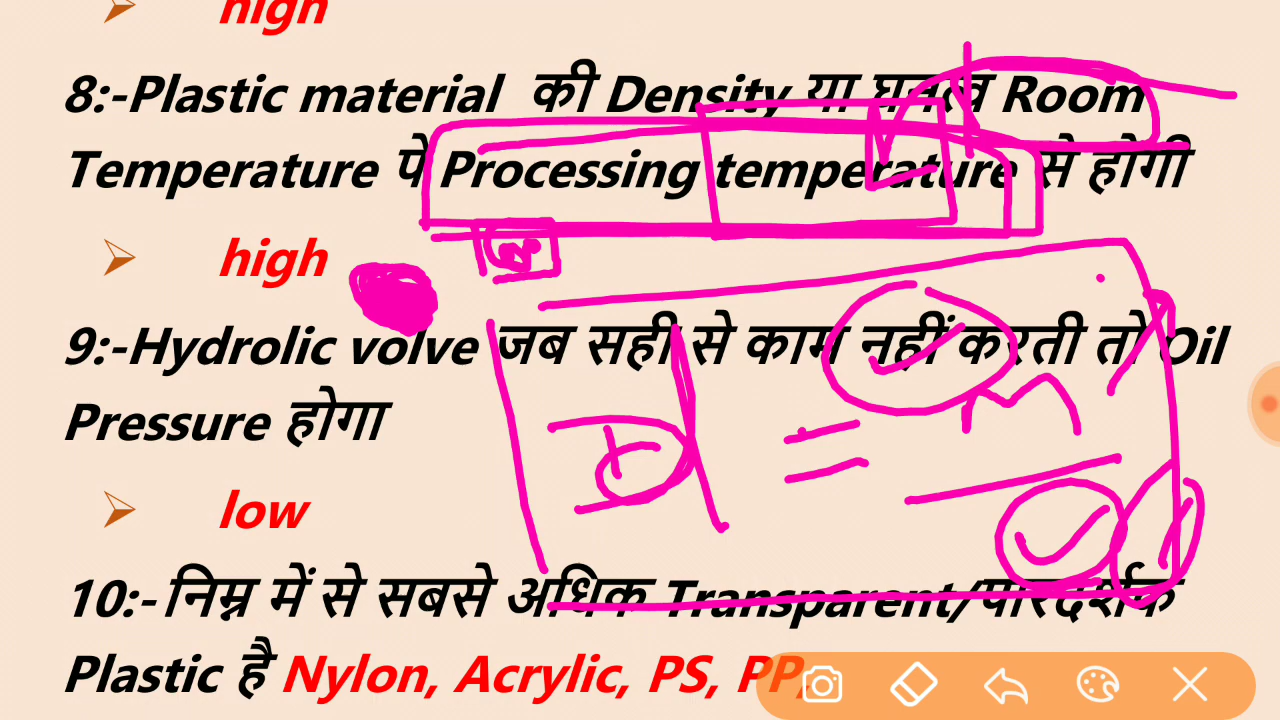 high
8:-Plastic material की Density या घनत्व Room
Temperature पे Processing temperature से होगी
high
9:-Hydrolic volve जब सही से काम नहीं करती तो Oil
Pressure होगा
low
D = m
10:-निम्न में से सबसे अधिक Transparent/पारदर्शक
Plastic है Nylon, Acrylic, PS, PP,